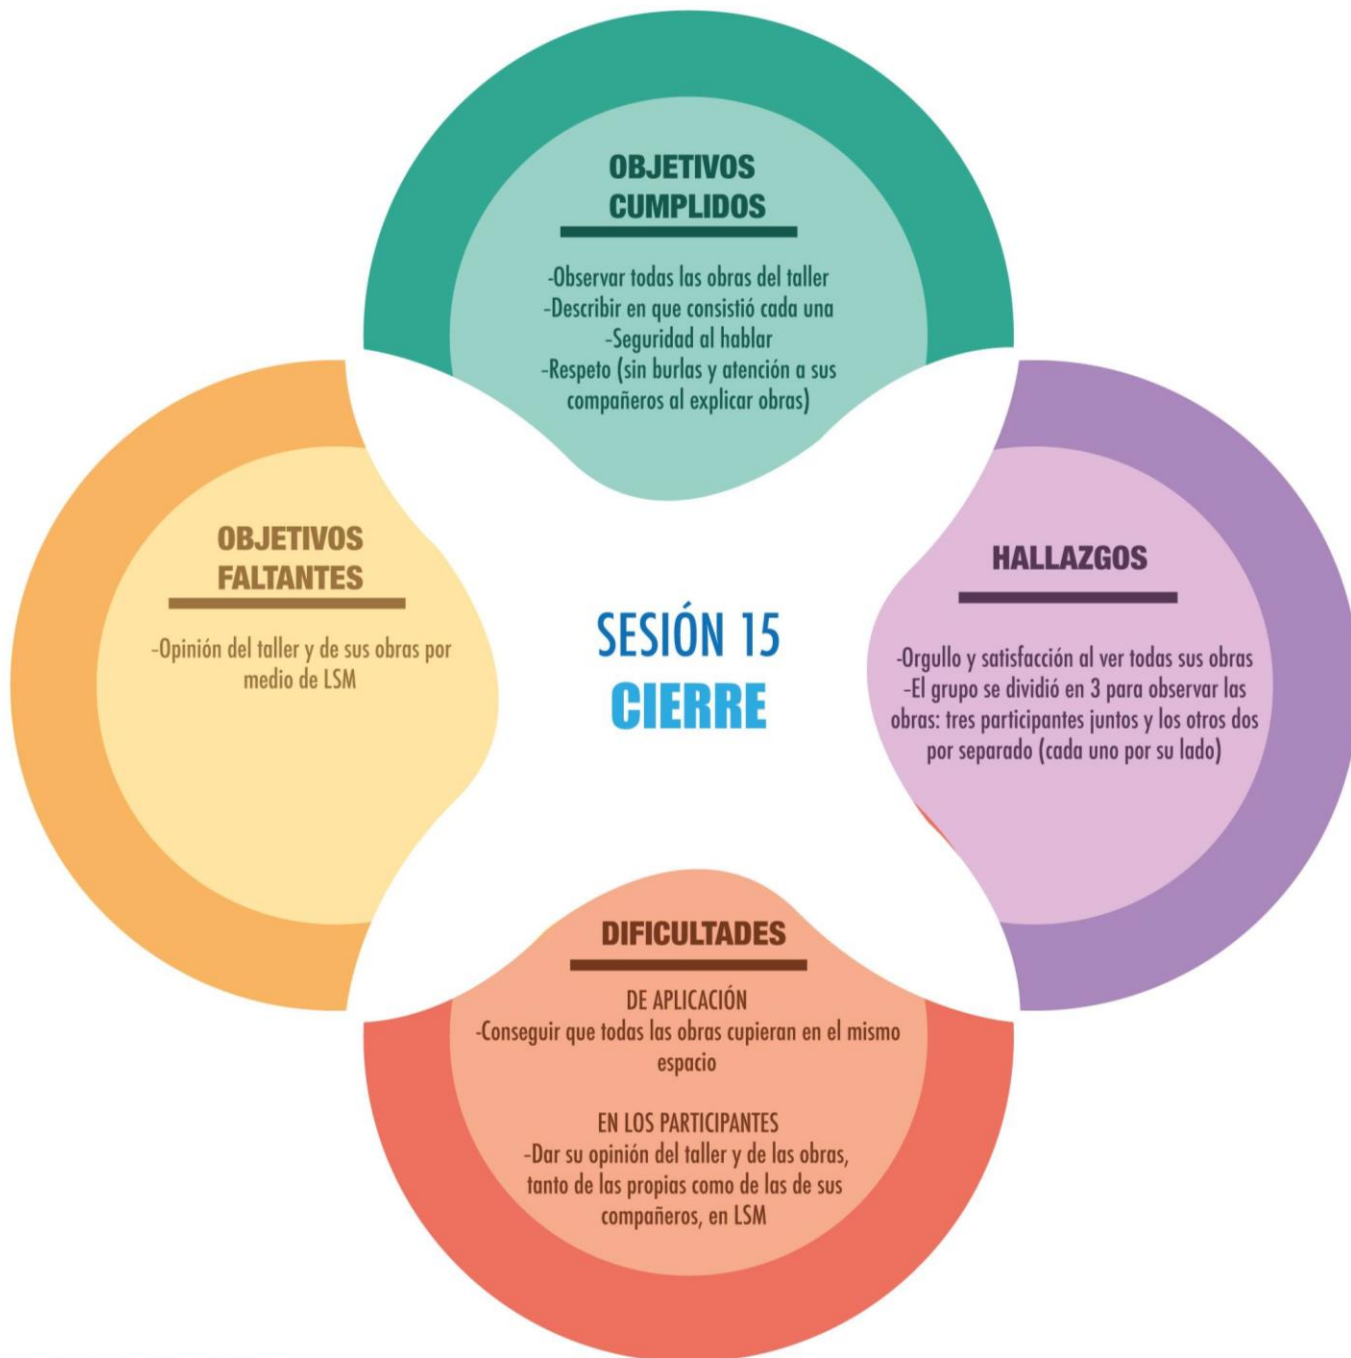 OBJETIVOS
CUMPLIDOS
-Observar todas las obras del taller
-Describir en que consistió cada una
-Seguridad al hablar
-Respeto (sin burlas y atención a sus
compañeros al explicar obras)
OBJETIVOS
FALTANTES
-Opinión del taller y de sus obras por
medio de LSM
SESIÓN 15
CIERRE
HALLAZGOS
-Orgullo y satisfacción al ver todas sus obras
-El grupo se dividió en 3 para observar las
obras: tres participantes juntos y los otros dos
por separado (cada uno por su lado)
DIFICULTADES
DE APLICACIÓN
-Conseguir que todas las obras cupieran en el mismo
espacio
EN LOS PARTICIPANTES
-Dar su opinión del taller y de las obras,
tanto de las propias como de las de sus
compañeros, en LSM